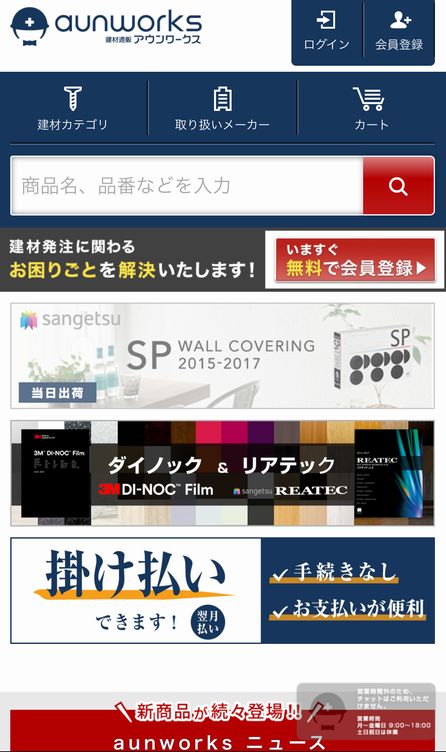 aunworks
建材通販 アウンワークス
ログイン
会員登録
建材カテゴリ
取り扱いメーカー
カート
商品名、品番などを入力
建材発注に関わる
お困りごとを解決いたします!
いますぐ
無料で会員登録
sangetsu
SP WALL COVERING
2015-2017
SP
当日出荷
3M DI-NOC™ Film
ダイノック & リアテック
3M DI-NOC™ Film sangetsu REATEC
REATEC
掛け払い
できます!
翌月
払い
手続きなし
お支払いが便利
新商品が続々登場!!
aunworks ニュース
営業時間外のため、
チャットはご利用いただ
けません。
営業時間
月～金曜日 9:00～18:00
土日祝日は休業